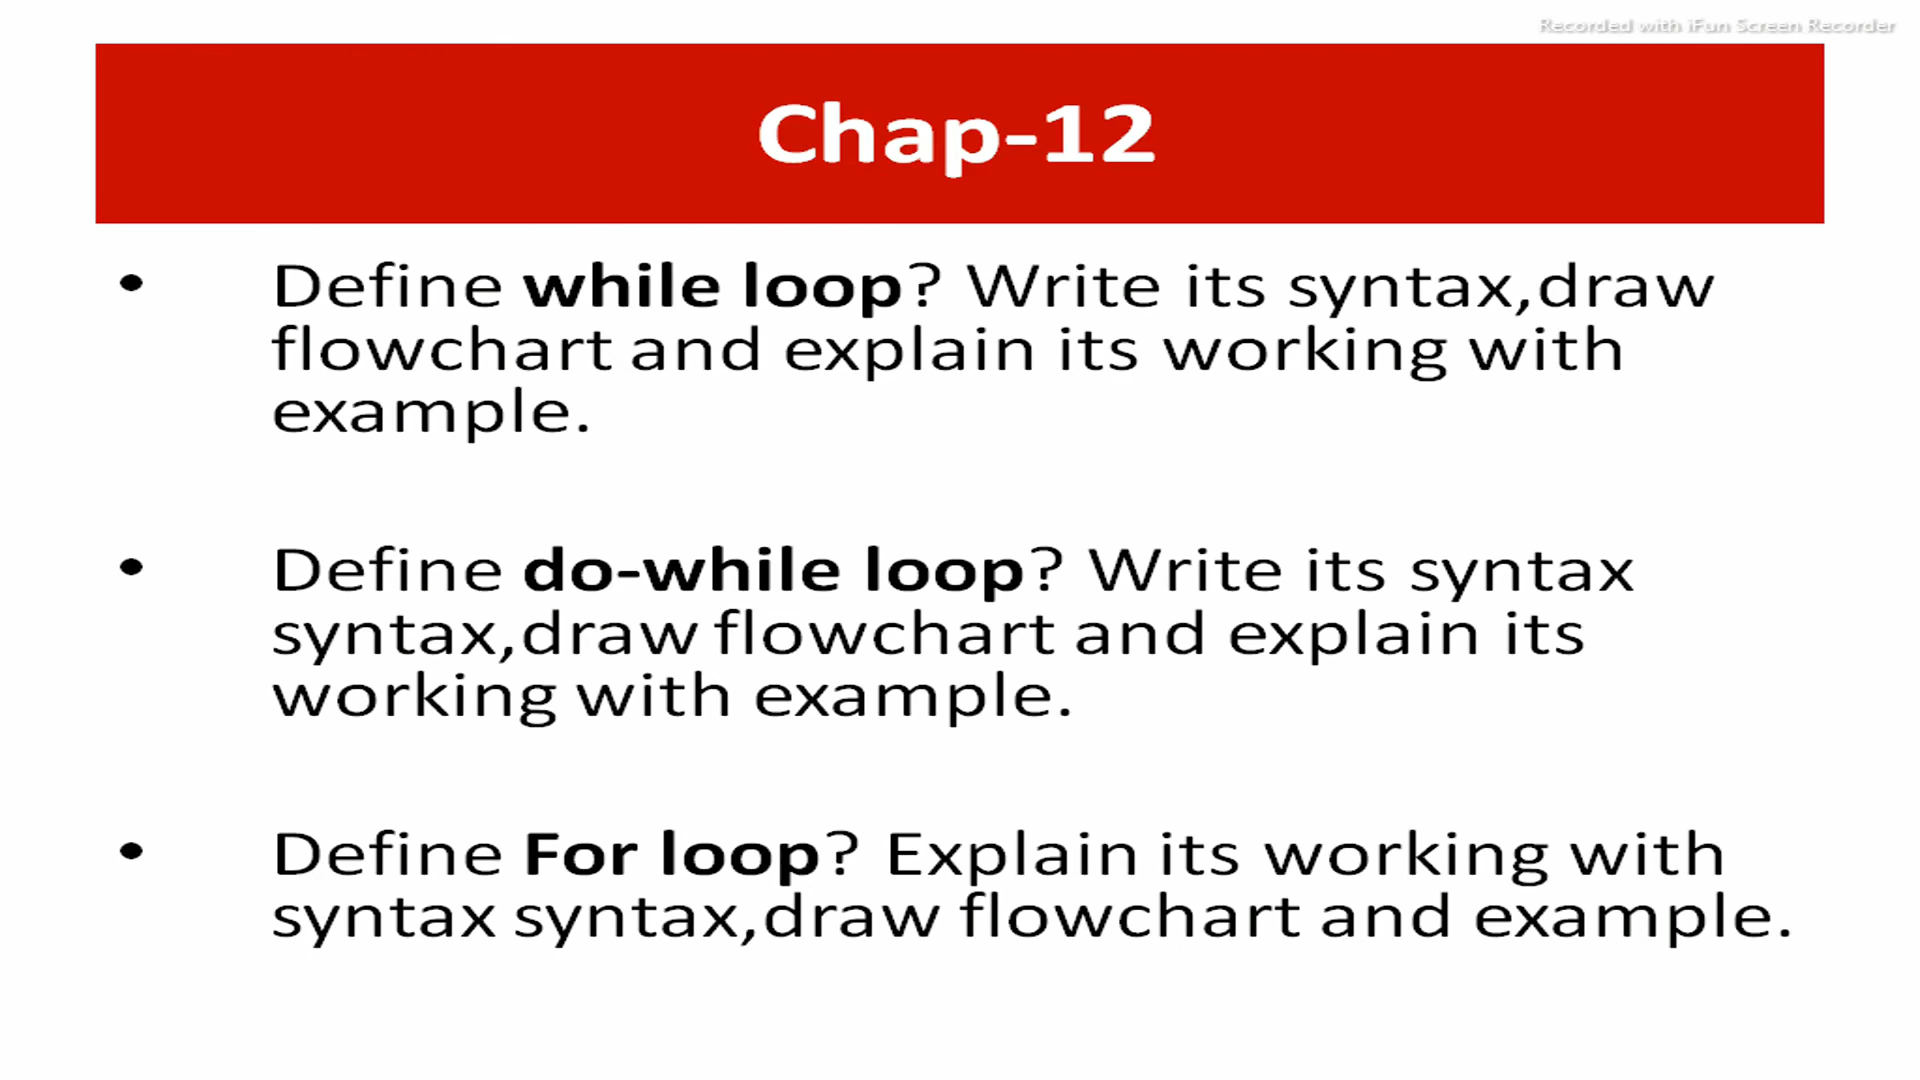 Recorded with iFun Screen Recorder
Chap-12
• Define while loop? Write its syntax,draw
flowchart and explain its working with
example.
• Define do-while loop? Write its syntax
syntax,draw flowchart and explain its
working with example.
• Define For loop? Explain its working with
syntax syntax,draw flowchart and example.